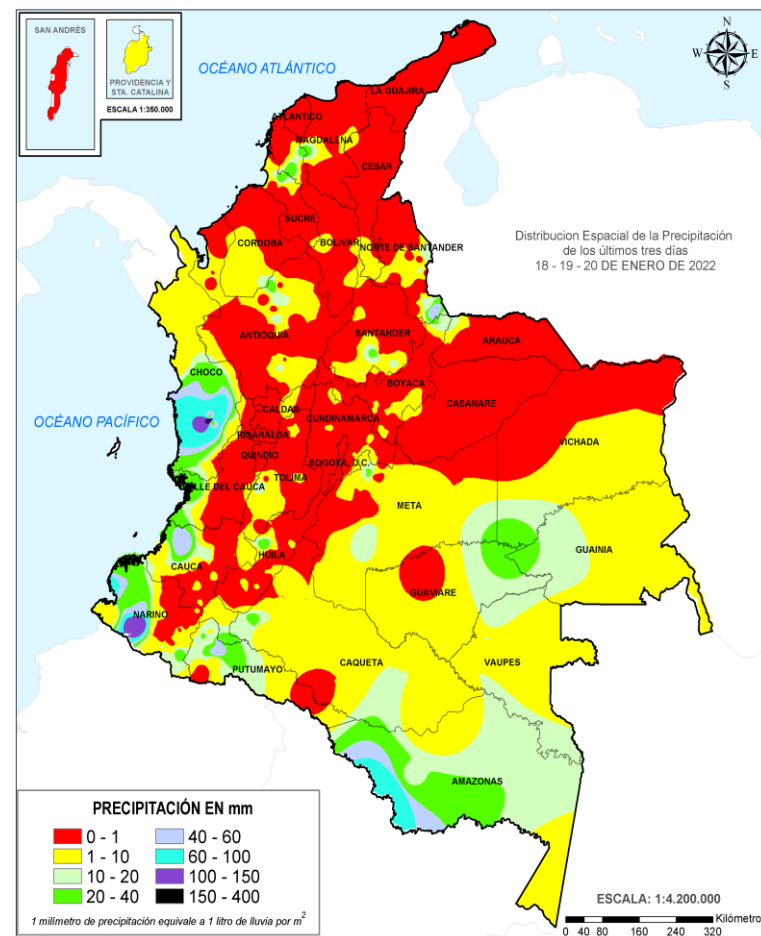 SAN ANDRÉS
PROVIDENCIA Y
STA. CATALINA
ESCALA 1:350.000
OCÉANO ATLÁNTICO
N
W
E
S
LA GUAJIRA
ATLANTICO
MAGDALENA
CESAR
SUCRE
CORDOBA
BOLIVAR
NORTE DE SANTANDER
Distribucion Espacial de la Precipitación
de los últimos tres días
18 - 19 - 20 DE ENERO DE 2022
ANTIOQUIA
SANTANDER
ARAUCA
CHOCO
BOYACA
OCÉANO PACÍFICO
CALDAS
CUNDINAMARCA
CASANARE
RISARALDA
VICHADA
QUINDIO
BOGOTA, D.C.
TOLIMA
VALLE DEL CAUCA
META
GUAINIA
HUILA
CAUCA
GUAVIARE
NARIÑO
PUTUMAYO
CAQUETA
VAUPES
AMAZONAS
PRECIPITACIÓN EN mm
0 - 1
40 - 60
1 - 10
60 - 100
10 - 20
100 - 150
20 - 40
150 - 400
1 milímetro de precipitación equivale a 1 litro de lluvia por m2
ESCALA: 1:4.200.000
Kilómetro
0 40 80 160 240 320